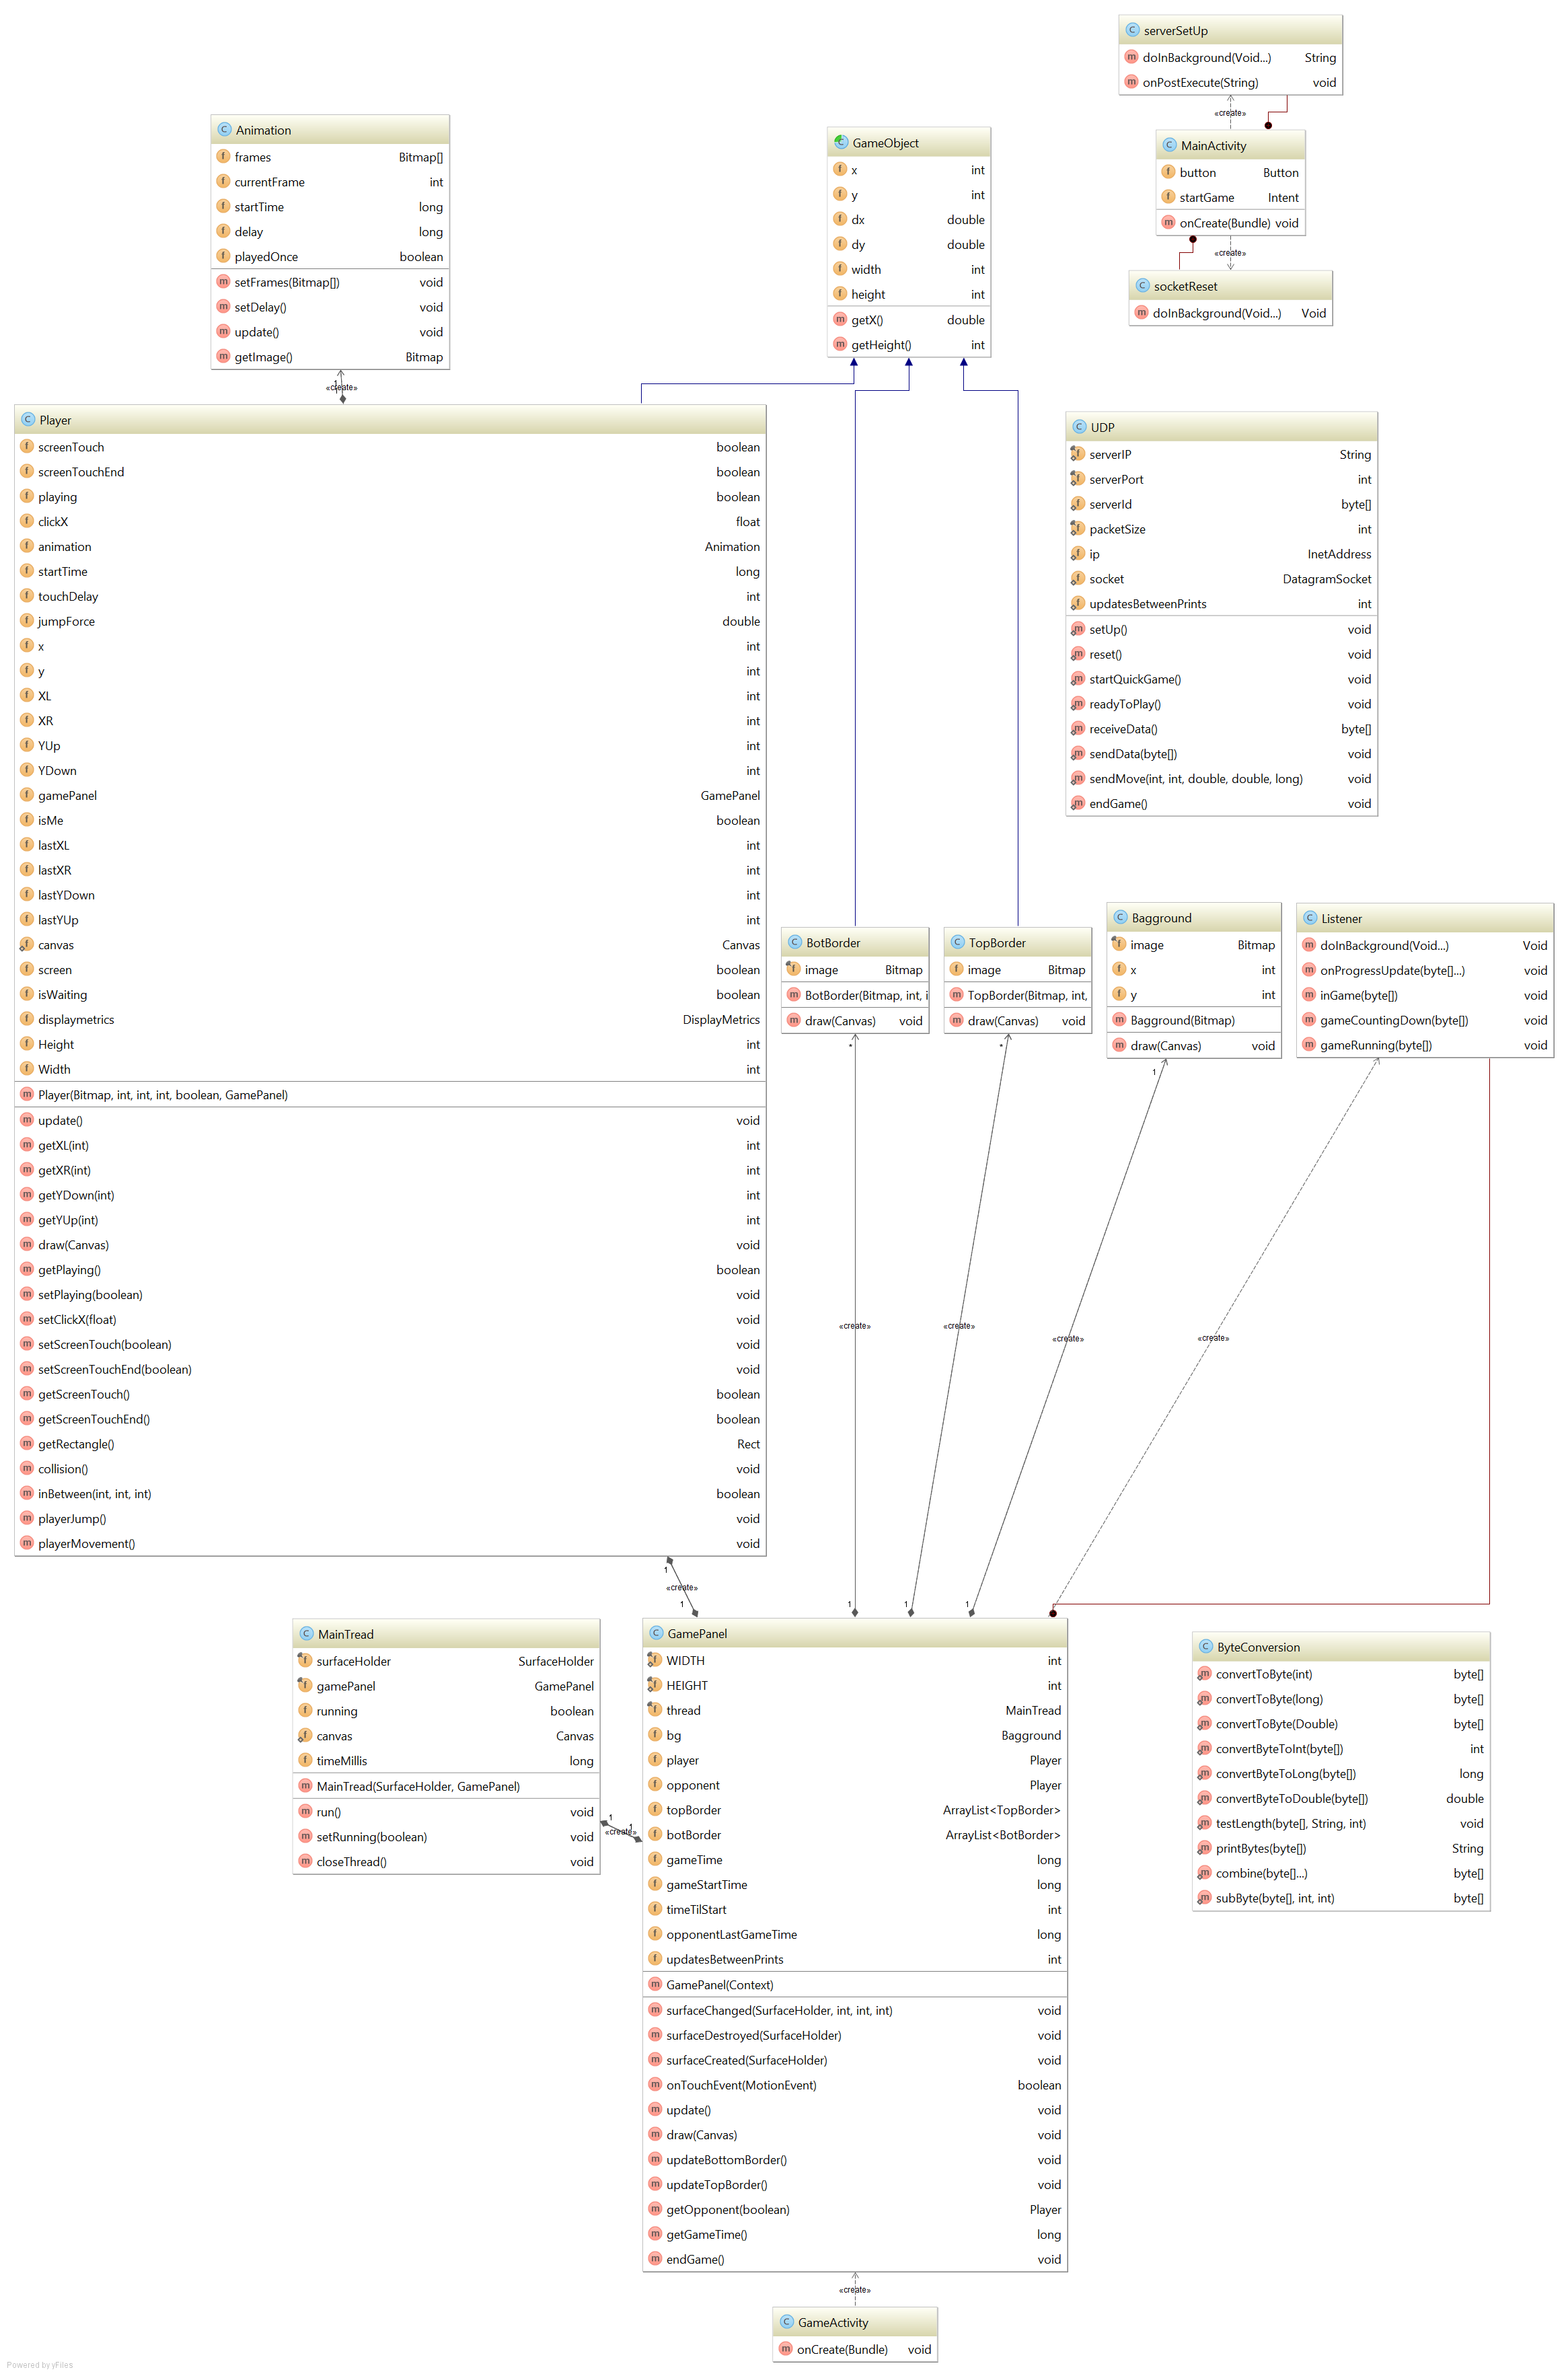 serverSetUp
doInBackground(Void...) String
onPostExecute(String) void
«create»
MainActivity
button Button
startGame Intent
onCreate(Bundle) void
«create»
socketReset
doInBackground(Void...) Void
Animation
frames Bitmap[]
currentFrame int
startTime long
delay long
playedOnce boolean
setFrames(Bitmap[]) void
setDelay() void
update() void
getImage() Bitmap
1
«create»
GameObject
x int
y int
dx double
dy double
width int
height int
getX() double
getHeight() int
Player
screenTouch boolean
screenTouchEnd boolean
playing boolean
clickX float
animation Animation
startTime long
touchDelay int
jumpForce double
x int
y int
XL int
XR int
YUp int
YDown int
gamePanel GamePanel
isMe boolean
lastXL int
lastXR int
lastYDown int
lastYUp int
canvas Canvas
screen boolean
isWaiting boolean
displaymetrics DisplayMetrics
Height int
Width int
Player(Bitmap, int, int, int, boolean, GamePanel)
update() void
getXL(int) int
getXR(int) int
getYDown(int) int
getYUp(int) int
draw(Canvas) void
getPlaying() boolean
setPlaying(boolean) void
setClickX(float) void
setScreenTouch(boolean) void
setScreenTouchEnd(boolean) void
getScreenTouch() boolean
getScreenTouchEnd() boolean
getRectangle() Rect
collision() void
inBetween(int, int, int) boolean
playerJump() void
playerMovement() void
UDP
serverIP String
serverPort int
serverId byte[]
packetSize int
ip InetAddress
socket DatagramSocket
updatesBetweenPrints int
setUp() void
reset() void
startQuickGame() void
readyToPlay() void
receiveData() byte[]
sendData(byte[]) void
sendMove(int, int, double, double, long) void
endGame() void
BotBorder
image Bitmap
BotBorder(Bitmap, int, i
draw(Canvas) void
*
TopBorder
image Bitmap
TopBorder(Bitmap, int,
draw(Canvas) void
*
Bagground
image Bitmap
x int
y int
Bagground(Bitmap)
draw(Canvas) void
1
Listener
doInBackground(Void...) Void
onProgressUpdate(byte[]...) void
inGame(byte[]) void
gameCountingDown(byte[]) void
gameRunning(byte[]) void
«create»
«create»
«create»
«create»
1
«create»
1
1
1
1
MainTread
surfaceHolder SurfaceHolder
gamePanel GamePanel
running boolean
canvas Canvas
timeMillis long
MainTread(SurfaceHolder, GamePanel)
run() void
setRunning(boolean) void
closeThread() void
1
«create»
1
GamePanel
WIDTH int
HEIGHT int
thread MainTread
bg Bagground
player Player
opponent Player
topBorder ArrayList<TopBorder>
botBorder ArrayList<BotBorder>
gameTime long
gameStartTime long
timeTilStart int
opponentLastGameTime long
updatesBetweenPrints int
GamePanel(Context)
surfaceChanged(SurfaceHolder, int, int, int) void
surfaceDestroyed(SurfaceHolder) void
surfaceCreated(SurfaceHolder) void
onTouchEvent(MotionEvent) boolean
update() void
draw(Canvas) void
updateBottomBorder() void
updateTopBorder() void
getOpponent(boolean) Player
getGameTime() long
endGame() void
ByteConversion
convertToByte(int) byte[]
convertToByte(long) byte[]
convertToByte(Double) byte[]
convertByteToInt(byte[]) int
convertByteToLong(byte[]) long
convertByteToDouble(byte[]) double
testLength(byte[], String, int) void
printBytes(byte[]) String
combine(byte[]...) byte[]
subByte(byte[], int, int) byte[]
«create»
GameActivity
onCreate(Bundle) void
Powered by yFiles